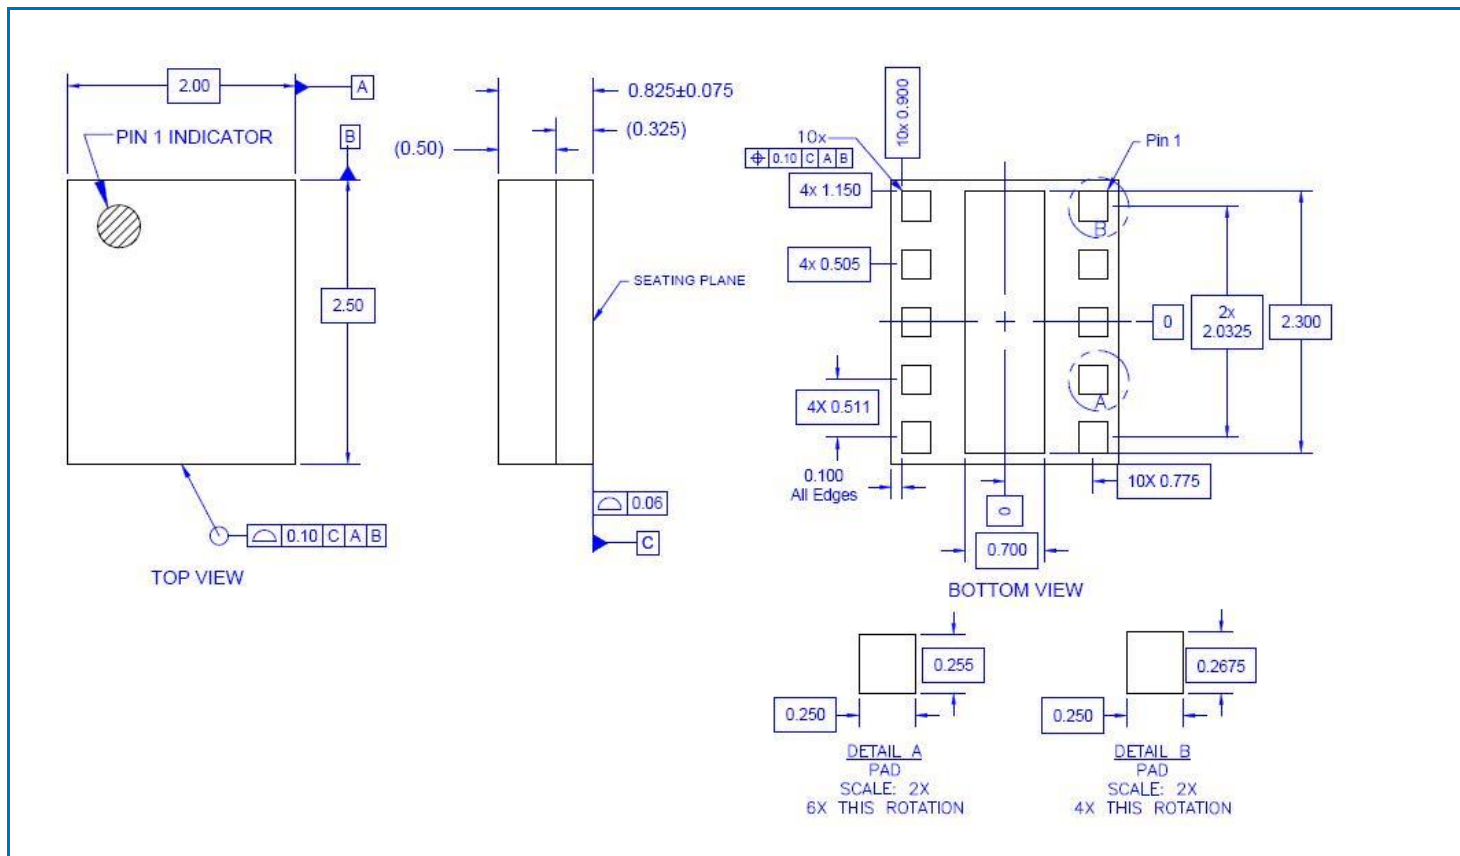 2.00
A
PIN 1 INDICATOR
B
2.50
0.10 C A B
TOP VIEW
0.825±0.075
(0.325)
(0.50)
SEATING PLANE
0.06
C
10x 0.900
10x
0.10 C A B
Pin 1
4x 1.150
B
4x 0.505
0
2x
2.0325
2.300
4X 0.511
A
0.100
All Edges
10X 0.775
0
0.700
BOTTOM VIEW
0.255
0.250
DETAIL A
PAD
SCALE: 2X
6X THIS ROTATION
0.2675
0.250
DETAIL B
PAD
SCALE: 2X
4X THIS ROTATION